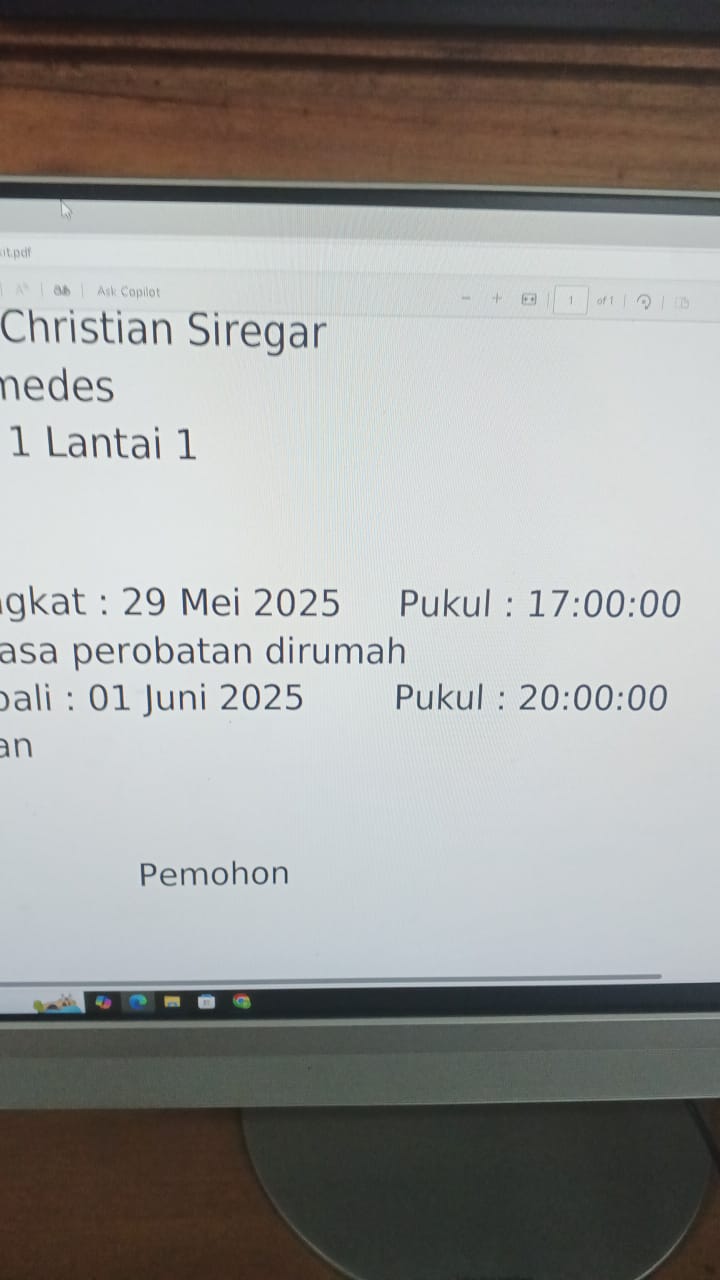 it.pdf
Ask Copilot
1 of 1
Christian Siregar
medes
1 Lantai 1
gkat : 29 Mei 2025 Pukul : 17:00:00
asa perobatan dirumah
bali : 01 Juni 2025 Pukul : 20:00:00
an
Pemohon